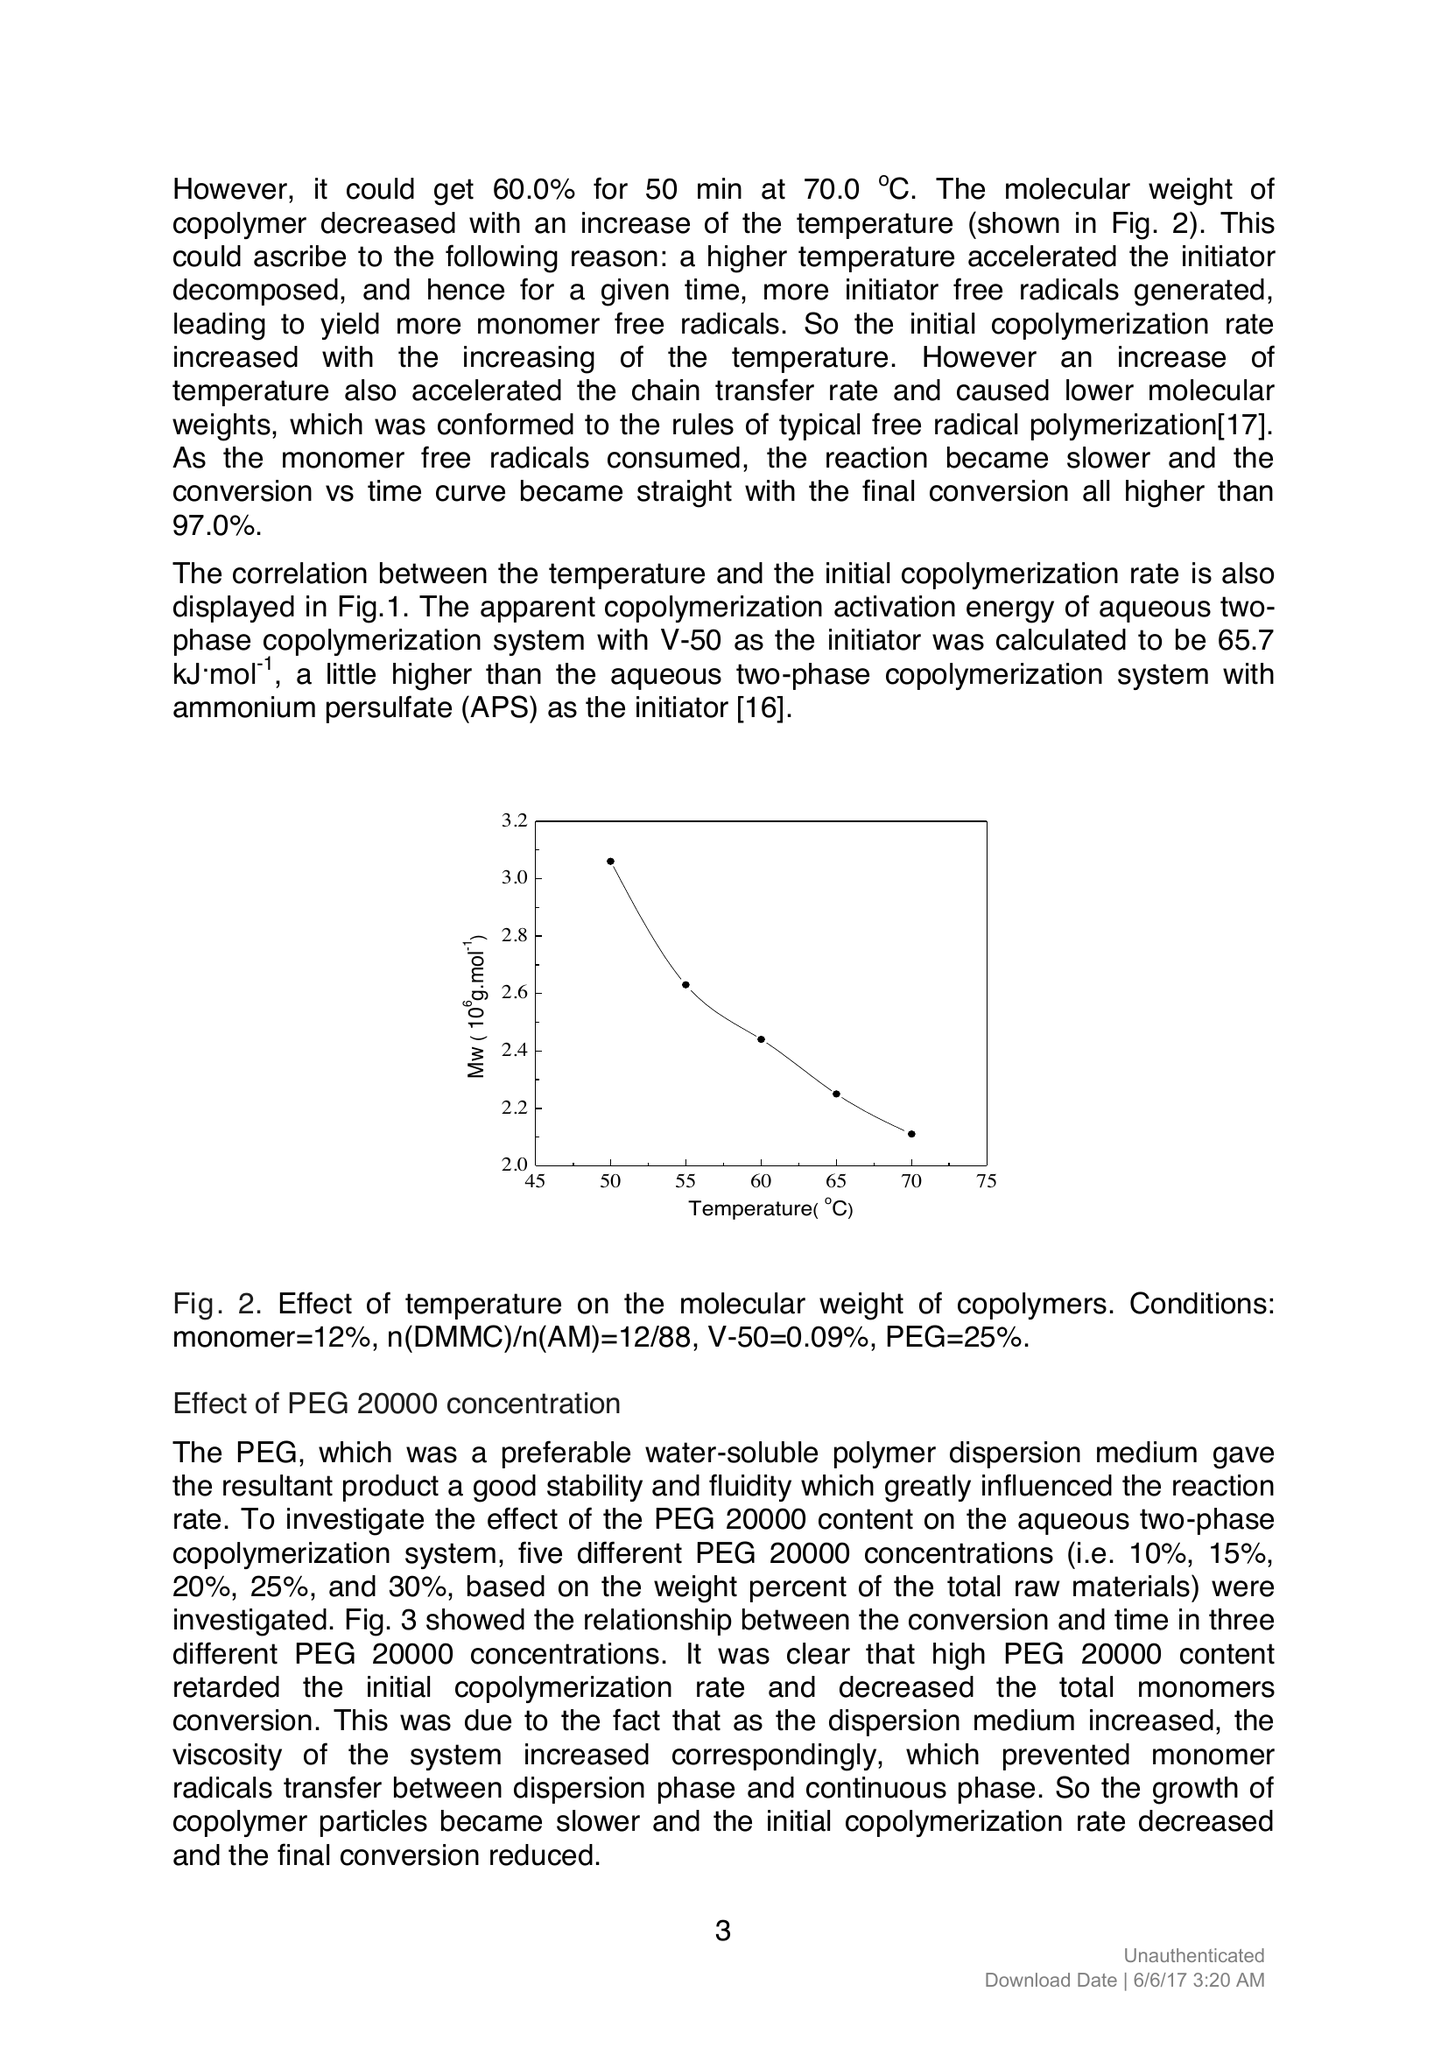 However, it could get 60.0% for 50 min at 70.0 oC. The molecular weight of
copolymer decreased with an increase of the temperature (shown in Fig. 2). This
could ascribe to the following reason: a higher temperature accelerated the initiator
decomposed, and hence for a given time, more initiator free radicals generated,
leading to yield more monomer free radicals. So the initial copolymerization rate
increased with the increasing of the temperature. However an increase of
temperature also accelerated the chain transfer rate and caused lower molecular
weights, which was conformed to the rules of typical free radical polymerization[17].
As the monomer free radicals consumed, the reaction became slower and the
conversion vs time curve became straight with the final conversion all higher than
97.0%.
The correlation between the temperature and the initial copolymerization rate is also
displayed in Fig.1. The apparent copolymerization activation energy of aqueous two-
phase copolymerization system with V-50 as the initiator was calculated to be 65.7
kJ·mol-1, a little higher than the aqueous two-phase copolymerization system with
ammonium persulfate (APS) as the initiator [16].
3.2
3.0
2.8
2.6
2.4
2.2
2.0
Mw ( 10^6g.mol-1)
45 50 55 60 65 70 75
Temperature( oC)
Fig. 2. Effect of temperature on the molecular weight of copolymers. Conditions:
monomer=12%, n(DMMC)/n(AM)=12/88, V-50=0.09%, PEG=25%.
Effect of PEG 20000 concentration
The PEG, which was a preferable water-soluble polymer dispersion medium gave
the resultant product a good stability and fluidity which greatly influenced the reaction
rate. To investigate the effect of the PEG 20000 content on the aqueous two-phase
copolymerization system, five different PEG 20000 concentrations (i.e. 10%, 15%,
20%, 25%, and 30%, based on the weight percent of the total raw materials) were
investigated. Fig. 3 showed the relationship between the conversion and time in three
different PEG 20000 concentrations. It was clear that high PEG 20000 content
retarded the initial copolymerization rate and decreased the total monomers
conversion. This was due to the fact that as the dispersion medium increased, the
viscosity of the system increased correspondingly, which prevented monomer
radicals transfer between dispersion phase and continuous phase. So the growth of
copolymer particles became slower and the initial copolymerization rate decreased
and the final conversion reduced.
3
Unauthenticated
Download Date | 6/6/17 3:20 AM